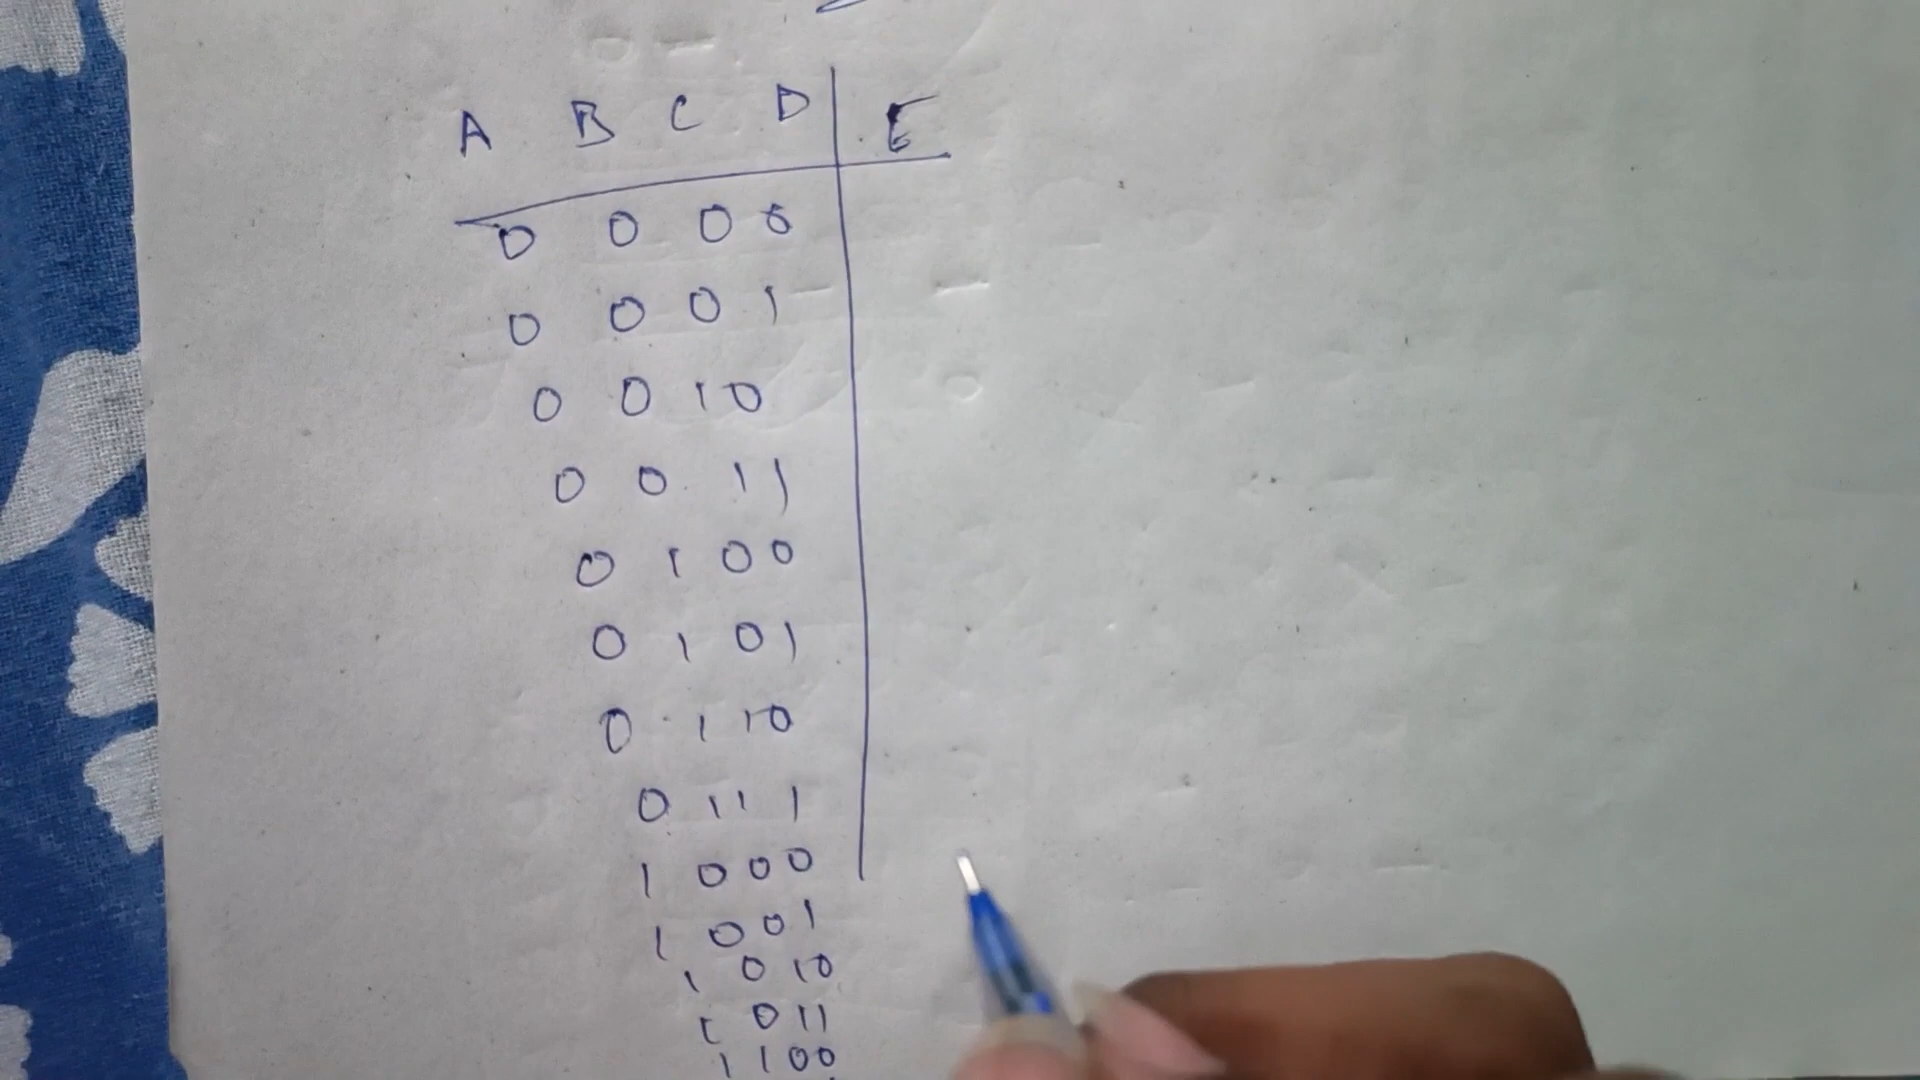 A B C D E
0 0 0 0
0 0 0 1
0 0 1 0
0 0 1 1
0 1 0 0
0 1 0 1
0 1 1 0
0 1 1 1
1 0 0 0
1 0 0 1
1 0 1 0
1 0 1 1
1 1 0 0